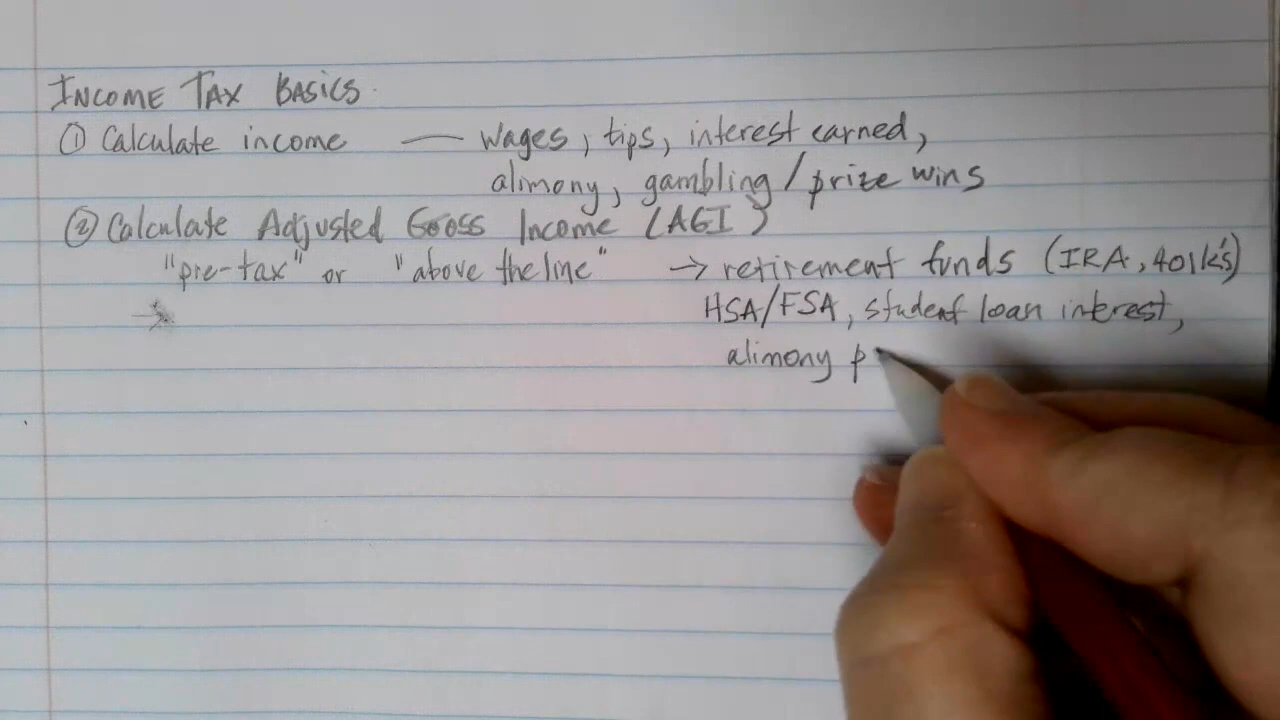 INCOME TAX BASICS
① Calculate income — wages, tips, interest earned,
alimony, gambling/prize wins
② Calculate Adjusted Gross Income (AGI)
"pre-tax" or "above the line" → retirement funds (IRA, 401k's)
HSA/FSA, student loan interest,
alimony p